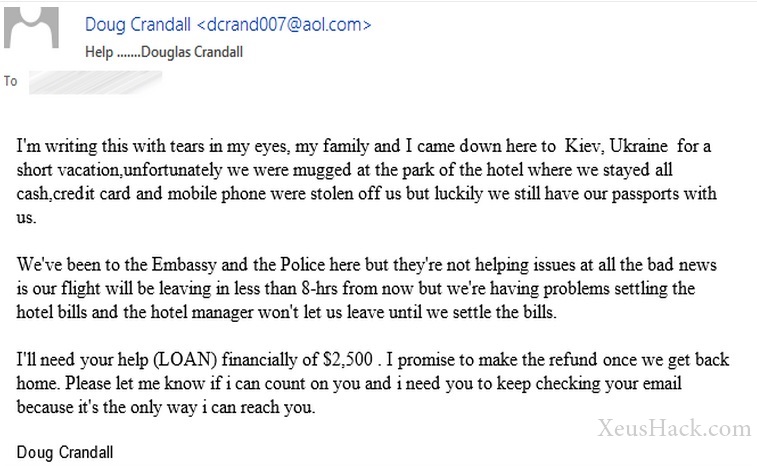 Doug Crandall <dcrand007@aol.com>
Help .......Douglas Crandall
To
I'm writing this with tears in my eyes, my family and I came down here to  Kiev, Ukraine  for a
short vacation,unfortunately we were mugged at the park of the hotel where we stayed all
cash,credit card and mobile phone were stolen off us but luckily we still have our passports with
us.
We've been to the Embassy and the Police here but they're not helping issues at all the bad news
is our flight will be leaving in less than 8-hrs from now but we're having problems settling the
hotel bills and the hotel manager won't let us leave until we settle the bills.
I'll need your help (LOAN) financially of $2,500 . I promise to make the refund once we get back
home. Please let me know if i can count on you and i need you to keep checking your email
because it's the only way i can reach you.
XeusHack.com
Doug Crandall